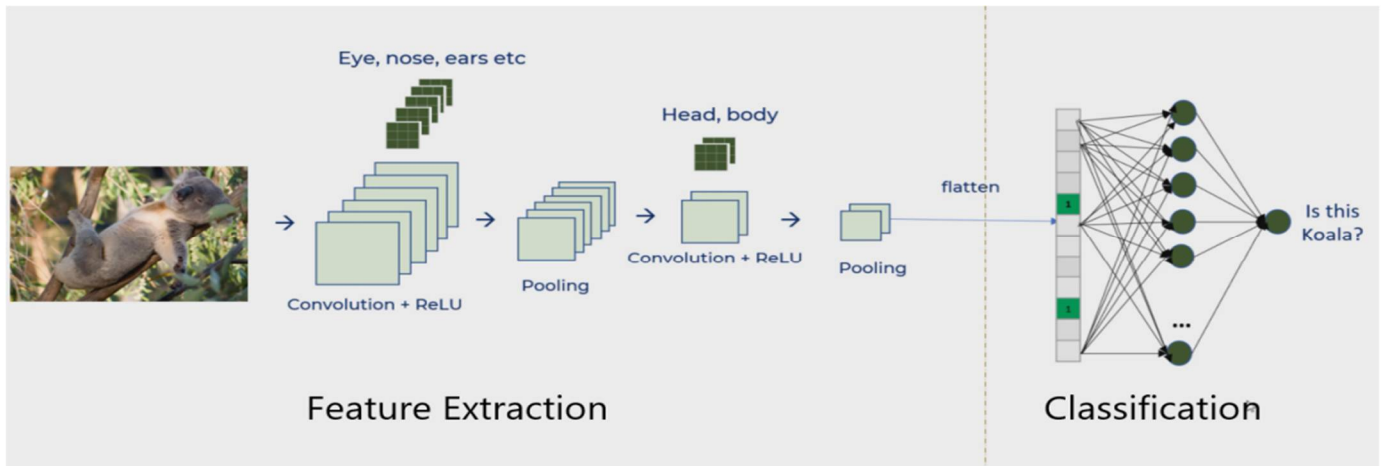 Eye, nose, ears etc
Head, body
flatten
1
Is this
Koala?
Convolution + ReLU
Pooling
Convolution + ReLU
Pooling
1
...
Feature Extraction
Classification